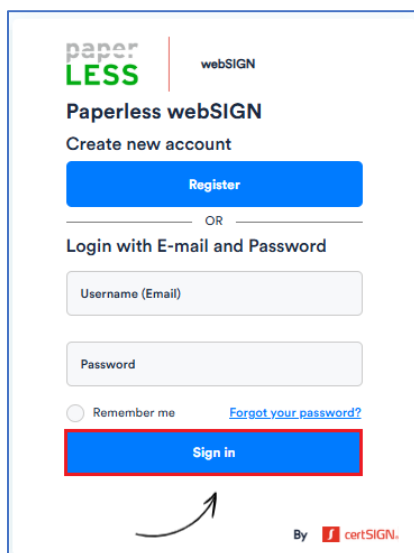 paper
LESS
webSIGN
Paperless webSIGN
Create new account
Register
OR
Login with E-mail and Password
Username (Email)
Password
Remember me Forgot your password?
Sign in
By certSIGN.